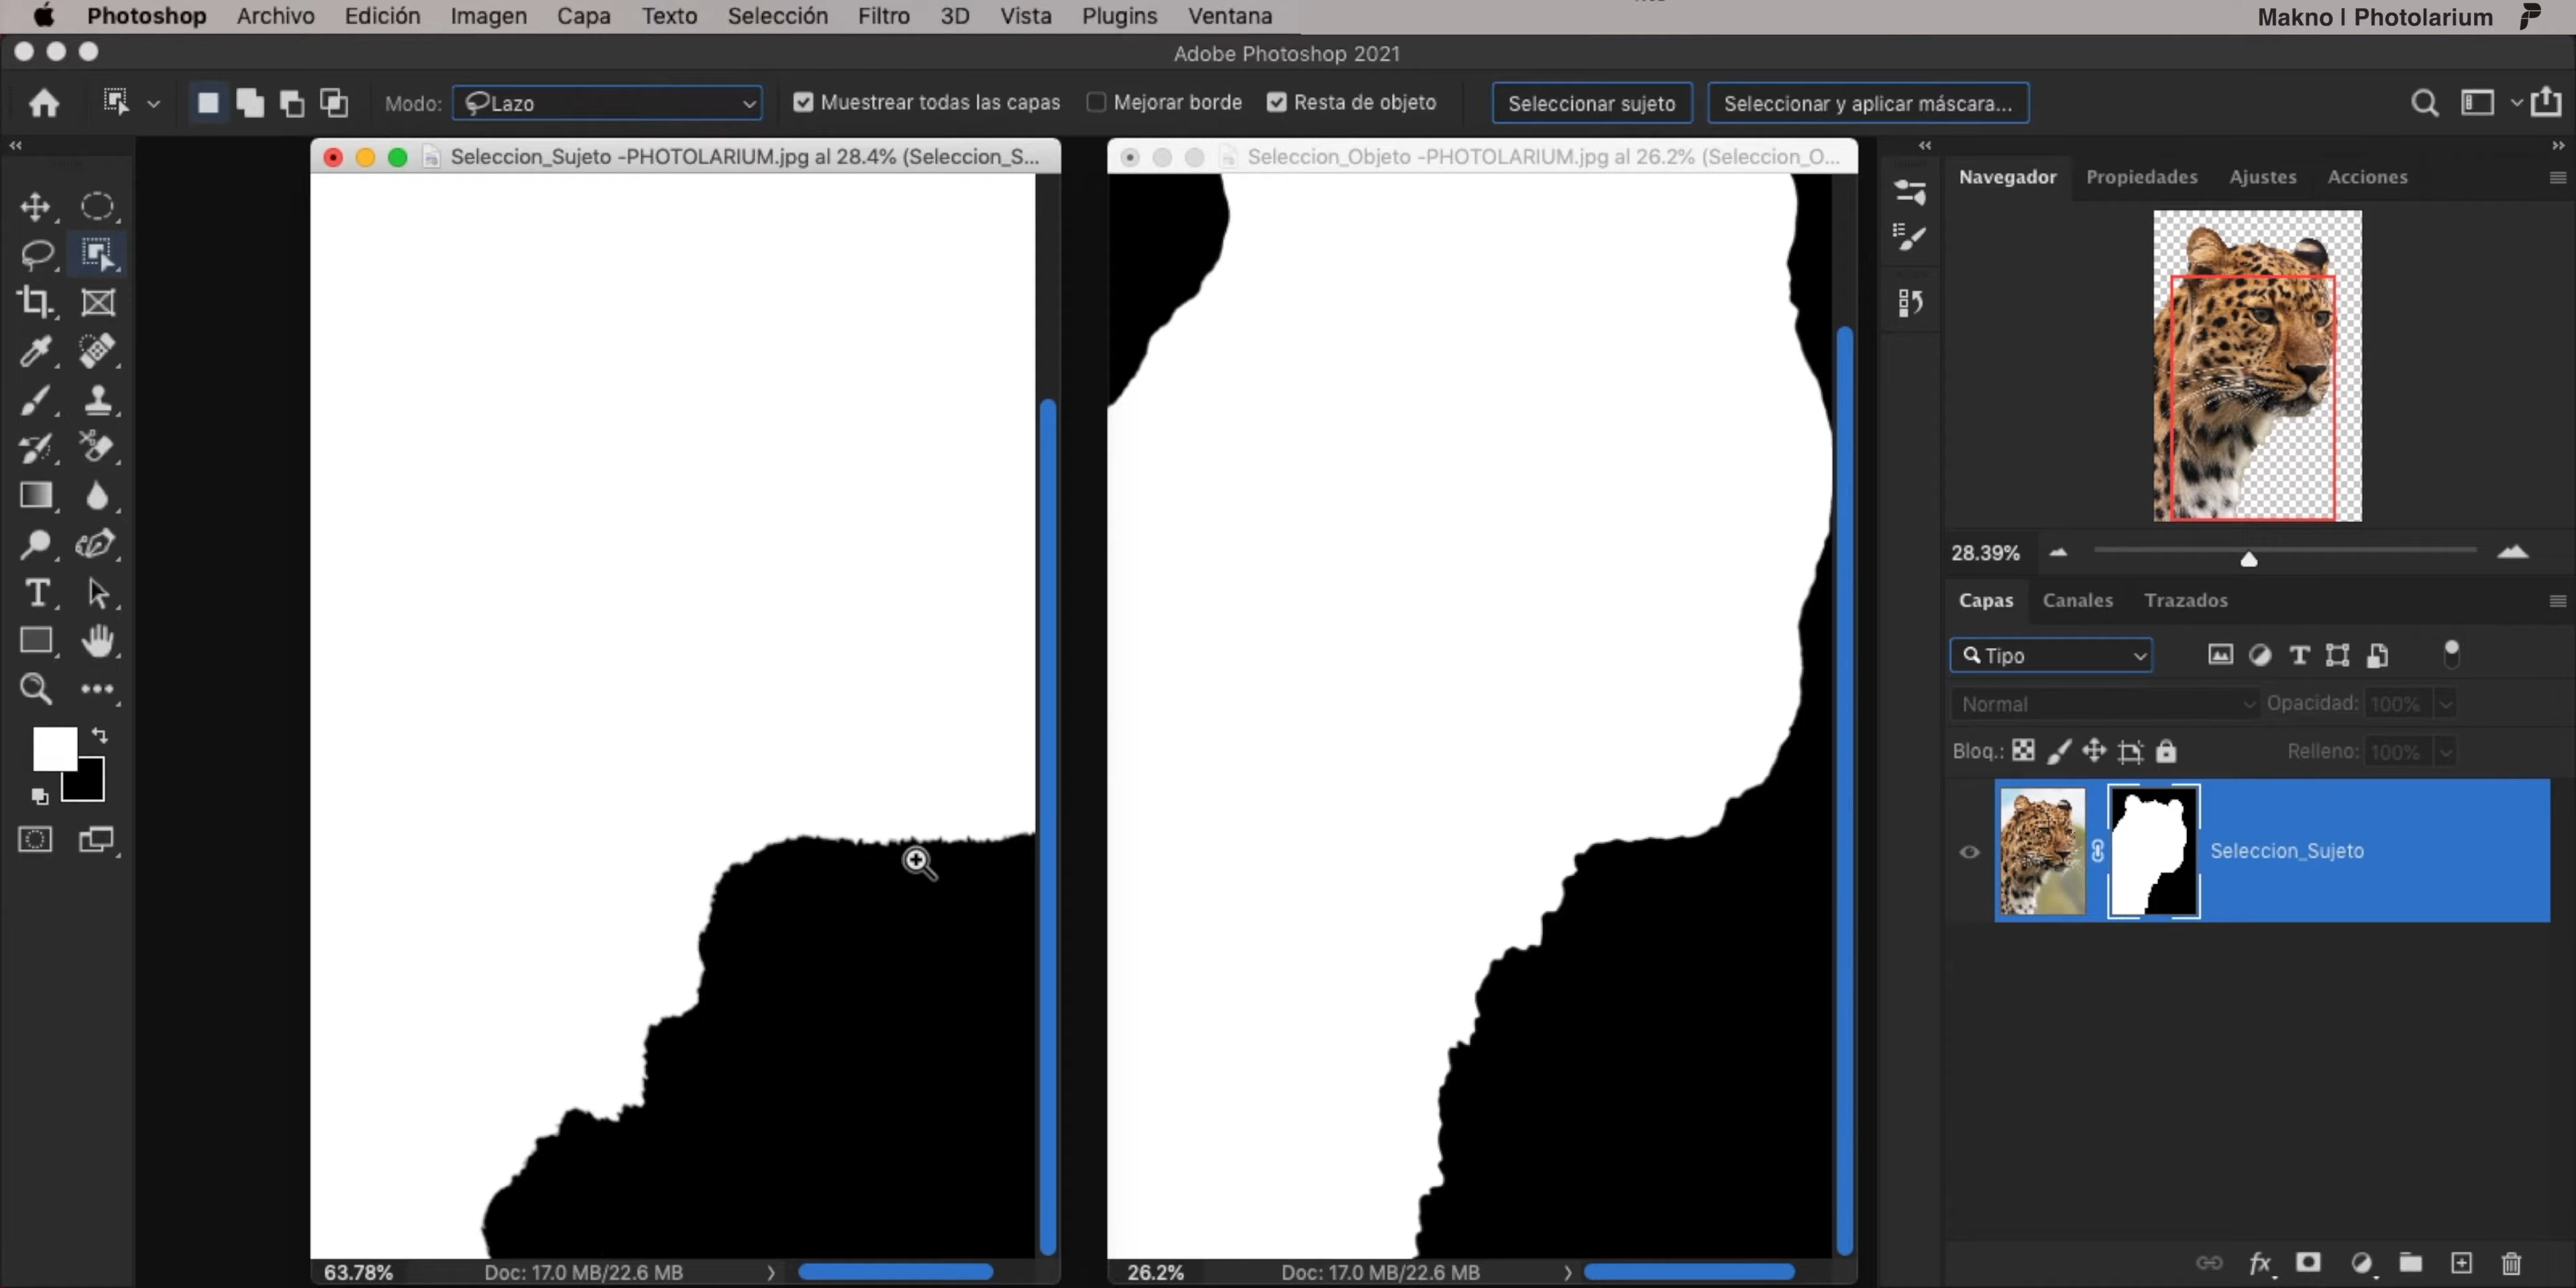 Photoshop Archivo Edición Imagen Capa Texto Selección Filtro 3D Vista Plugins Ventana
Makno | Photolarium
Adobe Photoshop 2021
Modo: Lazo Muestrear todas las capas Mejorar borde Resta de objeto Seleccionar sujeto Seleccionar y aplicar máscara...
Seleccion_Sujeto -PHOTOLARIUM.jpg al 28.4% (Seleccion_S...
Seleccion_Objeto -PHOTOLARIUM.jpg al 26.2% (Seleccion_O...
Navegador Propiedades Ajustes Acciones
28.39%
Capas Canales Trazados
Tipo
Normal Opacidad: 100%
Bloq.: Relleno: 100%
Seleccion_Sujeto
63.78% Doc: 17.0 MB/22.6 MB
26.2% Doc: 17.0 MB/22.6 MB